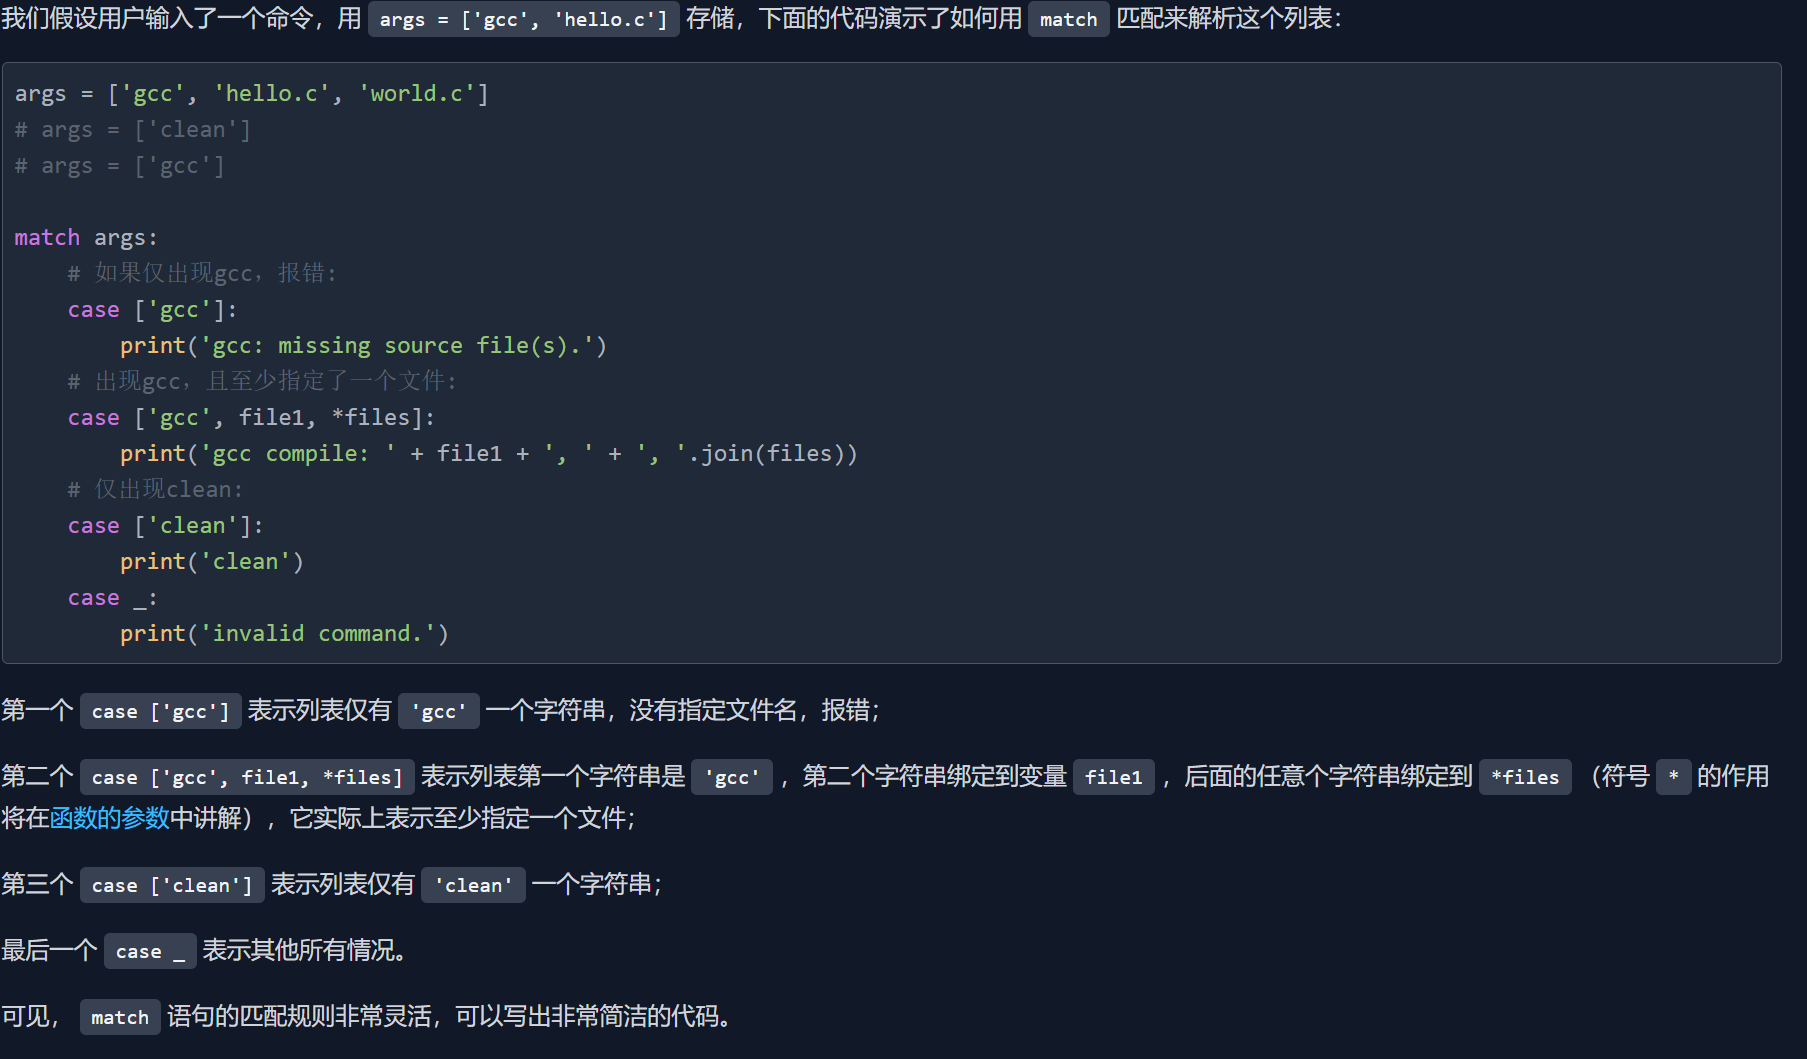 我们假设用户输入了一个命令，用 args = ['gcc', 'hello.c'] 存储，下面的代码演示了如何用 match 匹配来解析这个列表：
args = ['gcc', 'hello.c', 'world.c']
# args = ['clean']
# args = ['gcc']
match args:
    # 如果仅出现gcc，报错:
    case ['gcc']:
        print('gcc: missing source file(s).')
    # 出现gcc，且至少指定了一个文件:
    case ['gcc', file1, *files]:
        print('gcc compile: ' + file1 + ', ' + ', '.join(files))
    # 仅出现clean:
    case ['clean']:
        print('clean')
    case _:
        print('invalid command.')
第一个 case ['gcc'] 表示列表仅有 'gcc' 一个字符串，没有指定文件名，报错；
第二个 case ['gcc', file1, *files] 表示列表第一个字符串是 'gcc' ，第二个字符串绑定到变量 file1 ，后面的任意个字符串绑定到 *files （符号 * 的作用
将在函数的参数中讲解），它实际上表示至少指定一个文件；
第三个 case ['clean'] 表示列表仅有 'clean' 一个字符串；
最后一个 case _ 表示其他所有情况。
可见， match 语句的匹配规则非常灵活，可以写出非常简洁的代码。